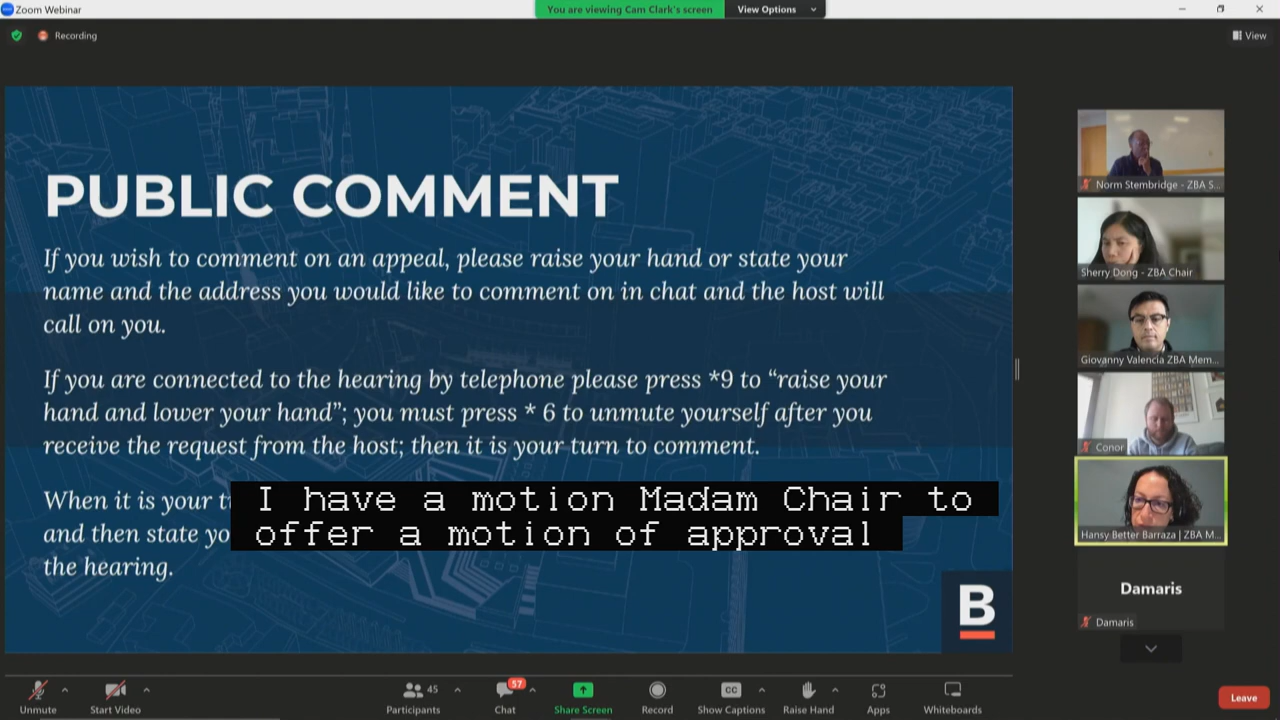 Zoom Webinar
You are viewing Cam Clark's screen
View Options
Recording
View
PUBLIC COMMENT
If you wish to comment on an appeal, please raise your hand or state your
name and the address you would like to comment on in chat and the host will
call on you.
If you are connected to the hearing by telephone please press *9 to “raise your
hand and lower your hand”; you must press * 6 to unmute yourself after you
receive the request from the host; then it is your turn to comment.
When it is your t
and then state yo
the hearing.
I have a motion Madam Chair to
offer a motion of approval
B
Norm Stembridge - ZBA S...
Sherry Dong - ZBA Chair
Giovanny Valencia ZBA Mem...
Conor
Hansy Better Barraza | ZBA M...
Damaris
Damaris
Unmute
Start Video
Participants
45
Chat
57
Share Screen
Record
CC
Show Captions
Raise Hand
Apps
Whiteboards
Leave